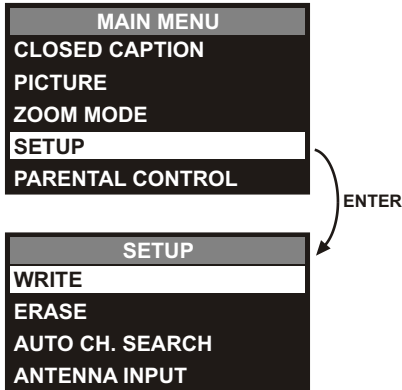 MAIN MENU
CLOSED CAPTION
PICTURE
ZOOM MODE
SETUP
PARENTAL CONTROL
ENTER
SETUP
WRITE
ERASE
AUTO CH. SEARCH
ANTENNA INPUT